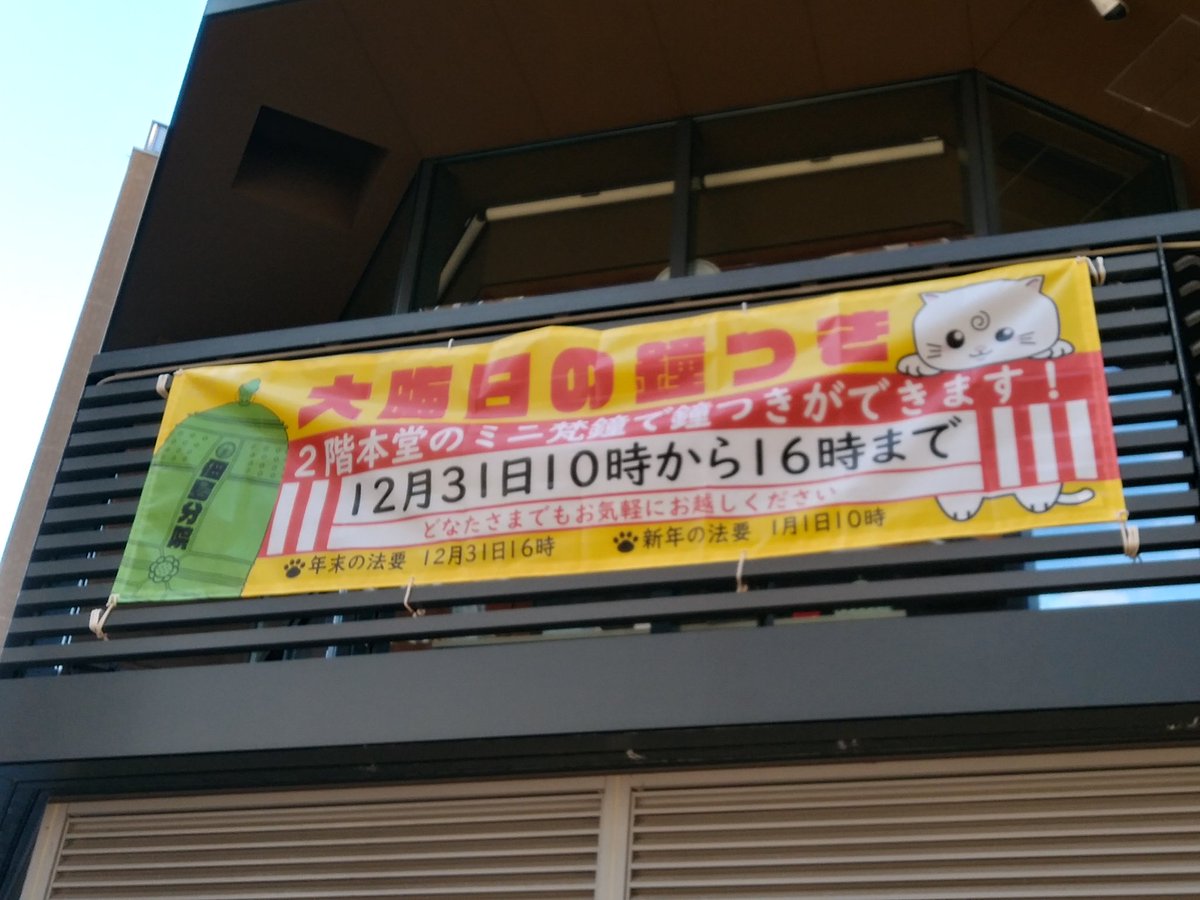 大晦日の鐘つき
2階本堂のミニ梵鐘で鐘つきができます!
12月31日10時から16時まで
どなたさまでもお気軽にお越しください
年末の法要 12月31日16時
新年の法要 1月1日10時